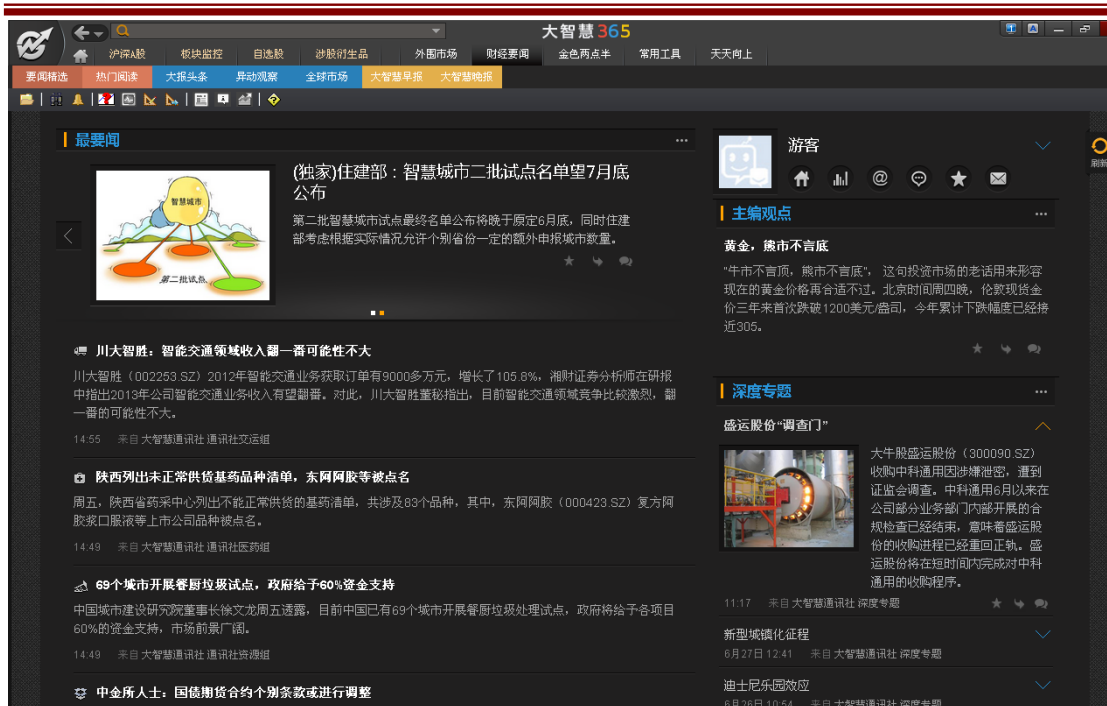 大智慧365
沪深A股 板块监控 自选股 涉股衍生品 外围市场 财经要闻 金色两点半 常用工具 天天向上
要闻精选 热门阅读 大报头条 异动观察 全球市场 大智慧早报 大智慧晚报
最要闻
智慧城市
第二批试点
(独家)住建部：智慧城市二批试点名单望7月底
公布
第二批智慧城市试点最终名单公布将晚于原定6月底，同时住建
部考虑根据实际情况允许个别省份一定的额外申报城市数量。
川大智胜：智能交通领域收入翻一番可能性不大
川大智胜（002253.SZ）2012年智能交通业务获取订单有9000多万元，增长了105.8%，湘财证券分析师在研报
中指出2013年公司智能交通业务收入有望翻番。对此，川大智胜董秘指出，目前智能交通领域竞争比较激烈，翻
一番的可能性不大。
14:55 来自 大智慧通讯社 通讯社交运组
陕西列出未正常供货基药品种清单，东阿阿胶等被点名
周五，陕西省药采中心列出不能正常供货的基药清单，共涉及83个品种，其中，东阿阿胶（000423.SZ）复方阿
胶浆口服液等上市公司品种被点名。
14:49 来自 大智慧通讯社 通讯社医药组
69个城市开展餐厨垃圾试点，政府给予60%资金支持
中国城市建设研究院董事长徐文龙周五透露，目前中国已有69个城市开展餐厨垃圾处理试点，政府将给予各项目
60%的资金支持，市场前景广阔。
14:49 来自 大智慧通讯社 通讯社资源组
中金所人士：国债期货合约个别条款或进行调整
游客
刷新
主编观点
黄金，熊市不言底
“牛市不言顶，熊市不言底”，这句投资市场的老话用来形容
现在的黄金价格再合适不过。北京时间周四晚，伦敦现货金
价三年来首次跌破1200美元/盎司，今年累计下跌幅度已经接
近305。
深度专题
盛运股份“调查门”
大牛股盛运股份（300090.SZ）
收购中科通用因涉嫌泄密，遭到
证监会调查。中科通用6月以来在
公司部分业务部门内部开展的合
规检查已经结束，意味着盛运股
份的收购进程已经重回正轨。盛
运股份将在短时间内完成对中科
通用的收购程序。
11:17 来自 大智慧通讯社 深度专题
新型城镇化征程
6月27日 12:41 来自 大智慧通讯社 深度专题
迪士尼乐园效应
6月26日 10:54 来自 大智慧通讯社 深度专题